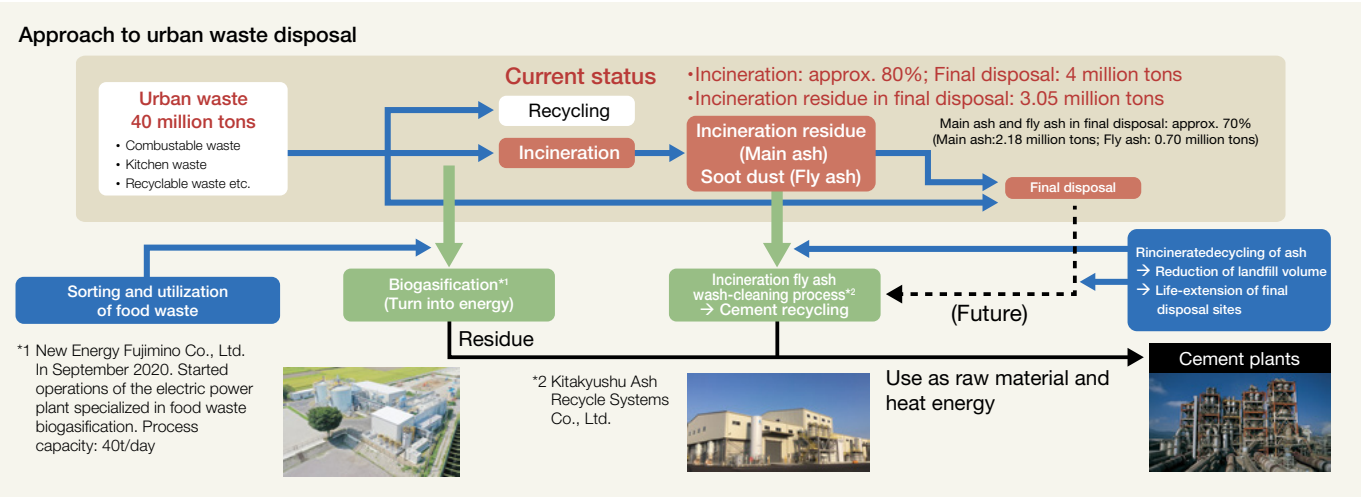 Approach to urban waste disposal
Urban waste
40 million tons
• Combustable waste
• Kitchen waste
• Recyclable waste etc.
Current status
Recycling
Incineration
・Incineration: approx. 80%; Final disposal: 4 million tons
・Incineration residue in final disposal: 3.05 million tons
Main ash and fly ash in final disposal: approx. 70%
(Main ash:2.18 million tons; Fly ash: 0.70 million tons)
Incineration residue
(Main ash)
Soot dust (Fly ash)
Final disposal
Sorting and utilization
of food waste
Biogasification*1
(Turn into energy)
Incineration fly ash
wash-cleaning process*2
→ Cement recycling
(Future)
Rincineratedecycling of ash
→ Reduction of landfill volume
→ Life-extension of final
disposal sites
Residue
*1 New Energy Fujimino Co., Ltd.
In September 2020. Started
operations of the electric power
plant specialized in food waste
biogasification. Process
capacity: 40t/day
*2 Kitakyushu Ash
Recycle Systems
Co., Ltd.
Use as raw material and
heat energy
Cement plants